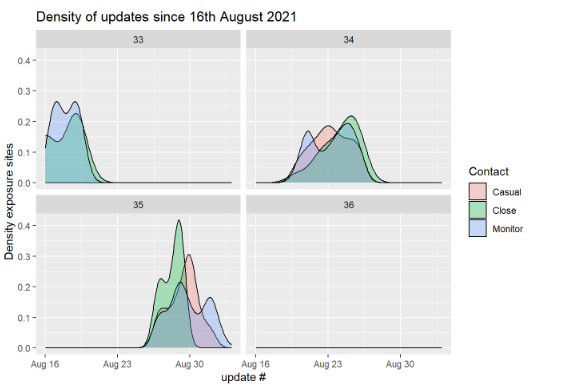 Density of updates since 16th August 2021
33
34
0.4
0.3
0.2
0.1
0.0
35
36
0.4
0.3
0.2
0.1
0.0
Aug 16
Aug 23
Aug 30
Aug 16
Aug 23
Aug 30
update #
Density exposure sites
Contact
Casual
Close
Monitor